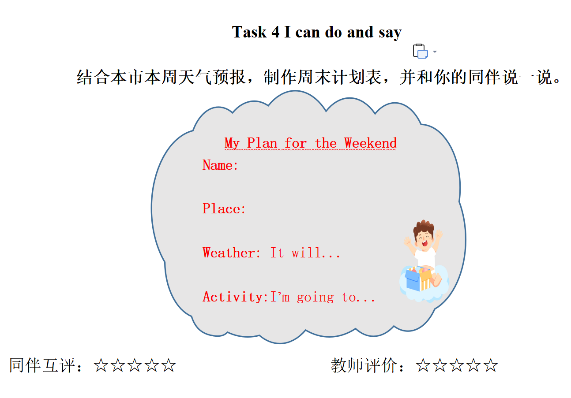 Task 4 I can do and say
结合本市本周天气预报，制作周末计划表，并和你的同伴说一说。
My Plan for the Weekend
Name:
Place:
Weather: It will...
Activity:I'm going to...
同伴互评：☆☆☆☆☆ 教师评价：☆☆☆☆☆